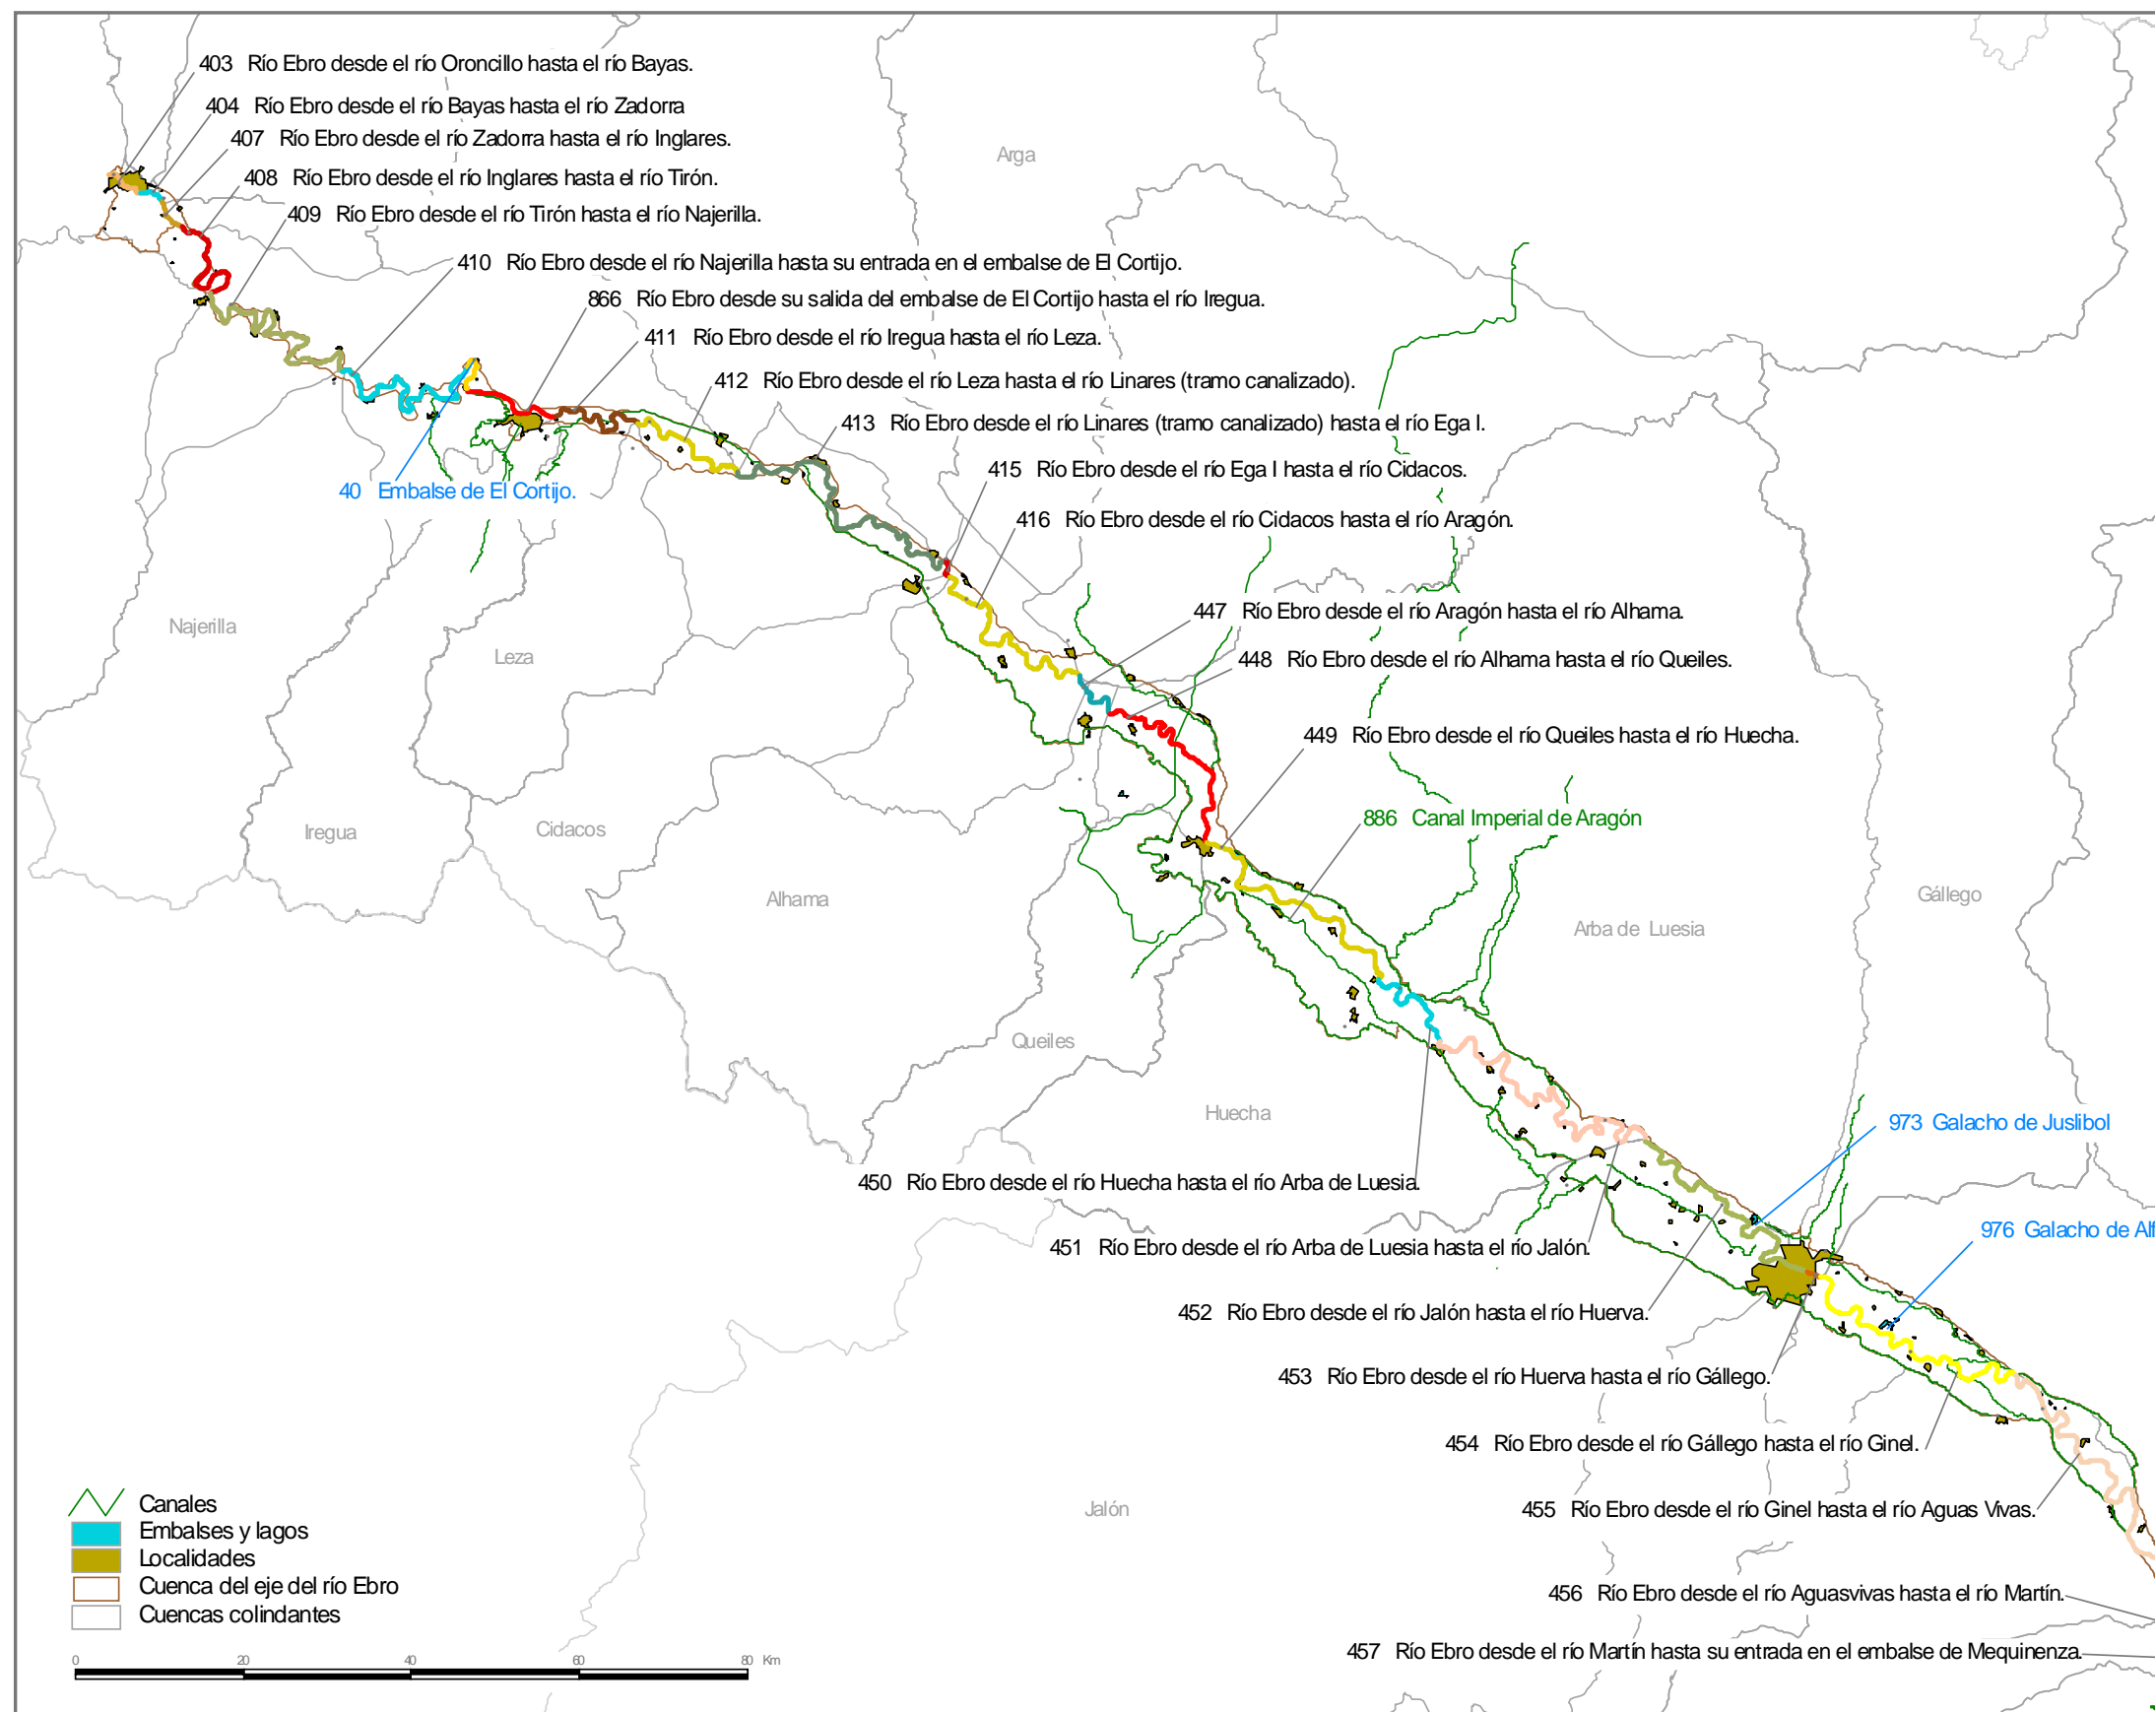 403 Río Ebro desde el río Oroncillo hasta el río Bayas.
404 Río Ebro desde el río Bayas hasta el río Zadorra
407 Río Ebro desde el río Zadorra hasta el río Inglares.
Arga
408 Río Ebro desde el río Inglares hasta el río Tirón.
409 Río Ebro desde el río Tirón hasta el río Najerilla.
410 Río Ebro desde el río Najerilla hasta su entrada en el embalse de El Cortijo.
866 Río Ebro desde su salida del embalse de El Cortijo hasta el río Iregua.
411 Río Ebro desde el río Iregua hasta el río Leza.
412 Río Ebro desde el río Leza hasta el río Linares (tramo canalizado).
413 Río Ebro desde el río Linares (tramo canalizado) hasta el río Ega I.
415 Río Ebro desde el río Ega I hasta el río Cidacos.
40 Embalse de El Cortijo.
416 Río Ebro desde el río Cidacos hasta el río Aragón.
447 Río Ebro desde el río Aragón hasta el río Alhama.
Najerilla
Leza
448 Río Ebro desde el río Alhama hasta el río Queiles.
449 Río Ebro desde el río Queiles hasta el río Huecha.
886 Canal Imperial de Aragón
Iregua
Cidacos
Alhama
Gállego
Arba de Luesia
Queiles
Huecha
973 Galacho de Juslibol
450 Río Ebro desde el río Huecha hasta el río Arba de Luesia.
976 Galacho de Alf
451 Río Ebro desde el río Arba de Luesia hasta el río Jalón.
452 Río Ebro desde el río Jalón hasta el río Huerva.
453 Río Ebro desde el río Huerva hasta el río Gállego.
454 Río Ebro desde el río Gállego hasta el río Ginel.
Jalón
455 Río Ebro desde el río Ginel hasta el río Aguas Vivas.
456 Río Ebro desde el río Aguasvivas hasta el río Martín.
457 Río Ebro desde el río Martín hasta su entrada en el embalse de Mequinenza.
Canales
Embalses y lagos
Localidades
Cuenca del eje del río Ebro
Cuencas colindantes
0 20 40 60 80 Km